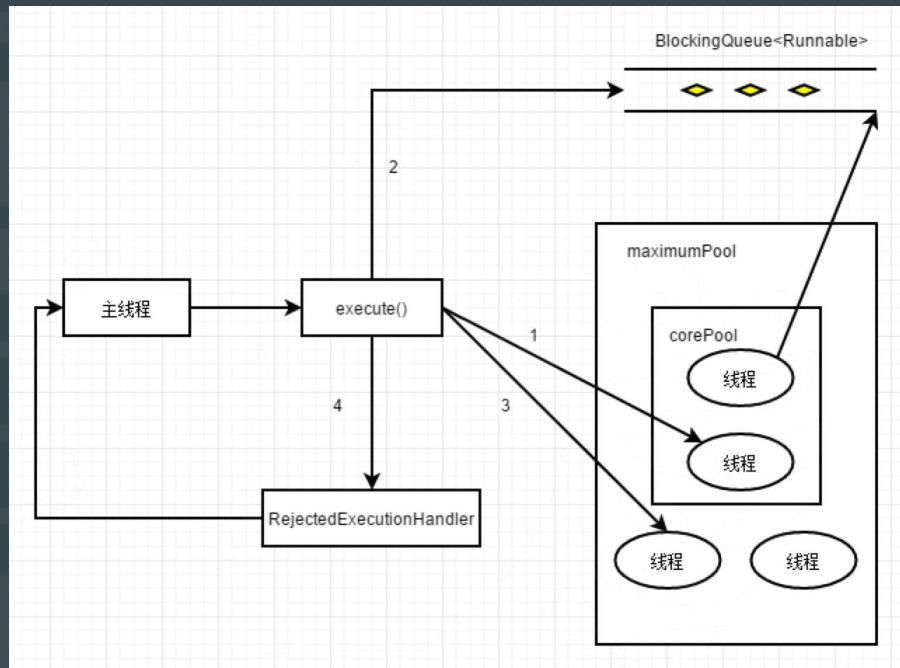 BlockingQueue<Runnable>
2
maximumPool
主线程
execute()
1
corePool
线程
4
3
线程
RejectedExecutionHandler
线程
线程